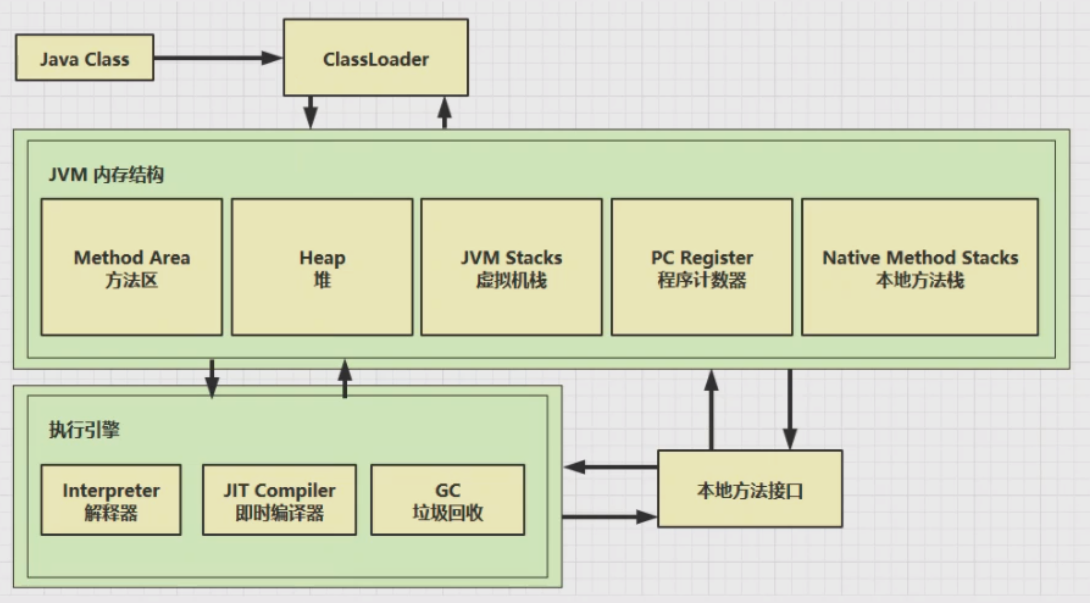 Java Class
ClassLoader
JVM 内存结构
Method Area
方法区
Heap
堆
JVM Stacks
虚拟机栈
PC Register
程序计数器
Native Method Stacks
本地方法栈
执行引擎
Interpreter
解释器
JIT Compiler
即时编译器
GC
垃圾回收
本地方法接口